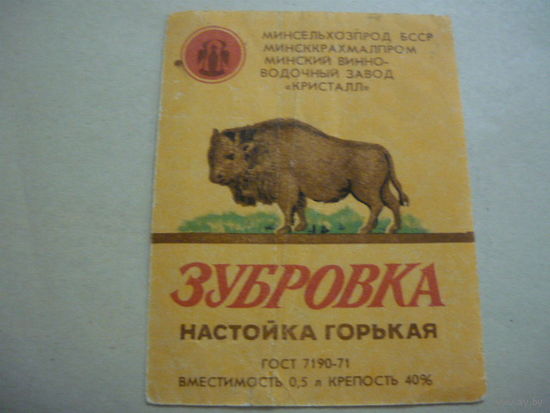 МИНСЕЛЬХОЗПРОД БССР
МИНСККРАХМАЛПРОМ
МИНСКИЙ ВИННО-
ВОДОЧНЫЙ ЗАВОД
«КРИСТАЛЛ»
ЗУБРОВКА
НАСТОЙКА ГОРЬКАЯ
ГОСТ 7190-71
ВМЕСТИМОСТЬ 0,5 л КРЕПОСТЬ 40%